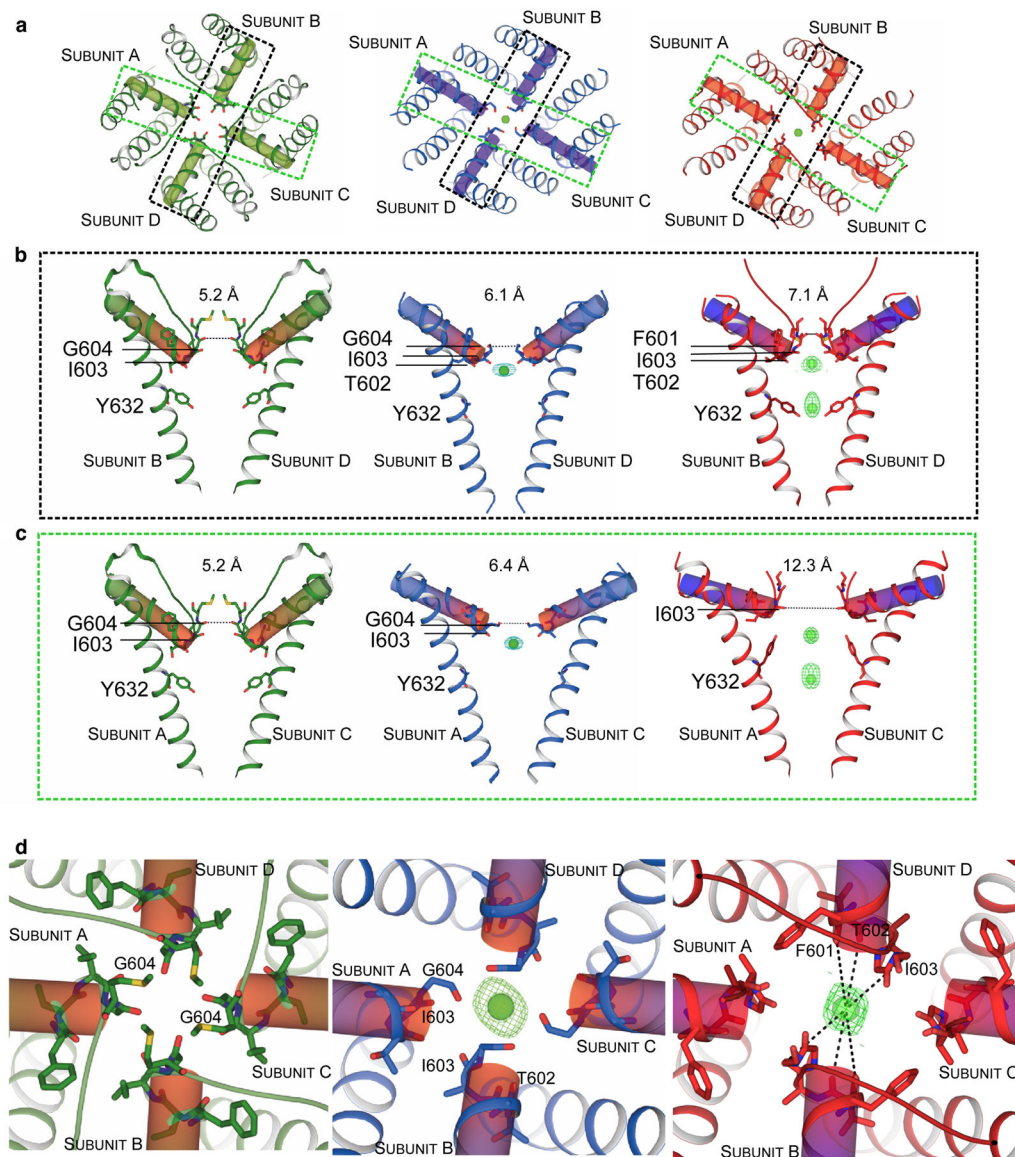 a
SUBUNIT B
SUBUNIT A
SUBUNIT C
SUBUNIT D
SUBUNIT B
SUBUNIT A
SUBUNIT D
SUBUNIT C
SUBUNIT B
SUBUNIT A
SUBUNIT D
SUBUNIT C
b
5.2 Å
G604
I603
Y632
SUBUNIT B
SUBUNIT D
6.1 Å
G604
I603
T602
Y632
SUBUNIT B
SUBUNIT D
7.1 Å
F601
I603
T602
Y632
SUBUNIT B
SUBUNIT D
c
5.2 Å
G604
I603
Y632
SUBUNIT A
SUBUNIT C
6.4 Å
G604
I603
Y632
SUBUNIT A
SUBUNIT C
12.3 Å
I603
Y632
SUBUNIT A
SUBUNIT C
d
SUBUNIT D
SUBUNIT A
G604
G604
SUBUNIT C
SUBUNIT B
SUBUNIT D
SUBUNIT A
G604
I603
SUBUNIT C
I603
T602
SUBUNIT B
SUBUNIT D
SUBUNIT A
T602
F601
I603
SUBUNIT C
SUBUNIT B